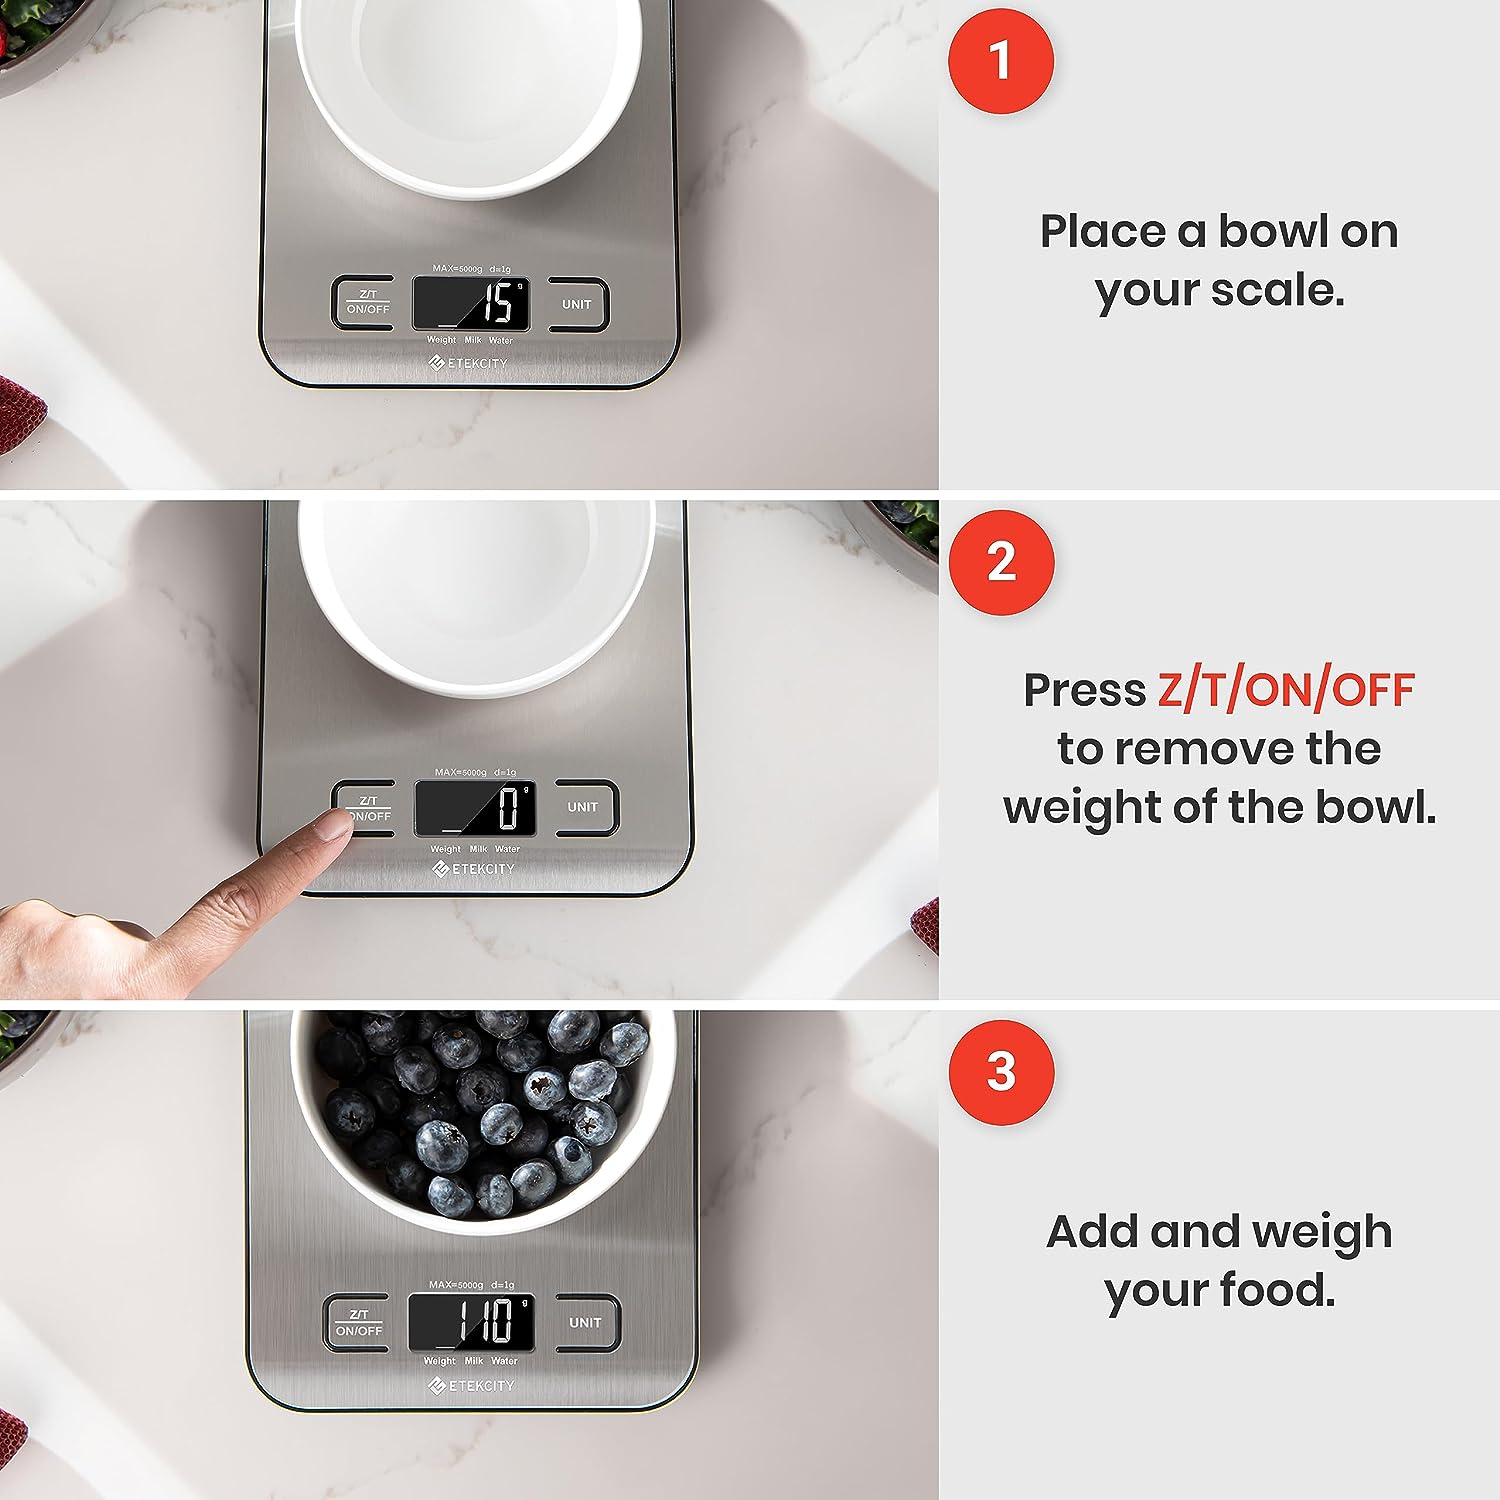 1
Place a bowl on
your scale.
MAX=5000g d=1g
Z/T
ON/OFF
15 g
UNIT
Weight Milk Water
ETEKCITY
2
Press Z/T/ON/OFF
to remove the
weight of the bowl.
MAX=5000g d=1g
Z/T
ON/OFF
0 g
UNIT
Weight Milk Water
ETEKCITY
3
Add and weigh
your food.
MAX=5000g d=1g
Z/T
ON/OFF
110 g
UNIT
Weight Milk Water
ETEKCITY